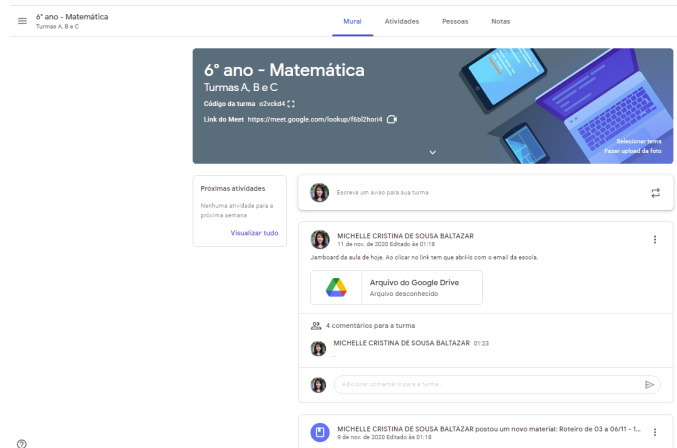 6° ano - Matemática
Turmas A, B e C
Mural Atividades Pessoas Notas
6° ano - Matemática
Turmas A, B e C
Código da turma o2vckd4
Link do Meet https://meet.google.com/lookup/f6bl2hori4
Selecionar tema
Fazer upload da foto
Próximas atividades
Nenhuma atividade para a
próxima semana
Visualizar tudo
Escreva um aviso para sua turma
MICHELLE CRISTINA DE SOUSA BALTAZAR
11 de nov. de 2020 Editado às 01:18
Jamboard da aula de hoje. Ao clicar no link tem que abri-lo com o email da escola.
Arquivo do Google Drive
Arquivo desconhecido
4 comentários para a turma
MICHELLE CRISTINA DE SOUSA BALTAZAR 01:23
.
Adicionar comentário para a turma...
MICHELLE CRISTINA DE SOUSA BALTAZAR postou um novo material: Roteiro de 03 a 06/11 - 1...
9 de nov. de 2020 Editado às 01:18